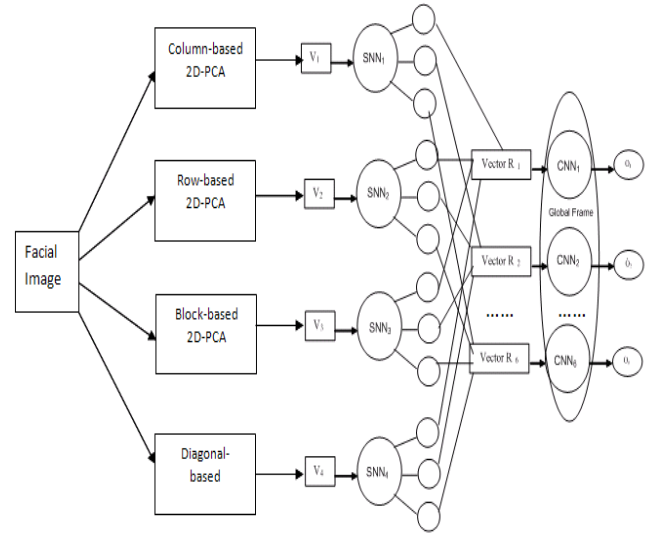 Column-based
2D-PCA
V1
SNN1
Row-based
2D-PCA
V2
SNN2
Vector R 1
CNN1
O1
Global Frame
Facial
Image
Vector R 2
CNN2
Block-based
2D-PCA
V3
SNN3
......
......
Vector R 6
CNN6
Diagonal-
based
V4
SNN4